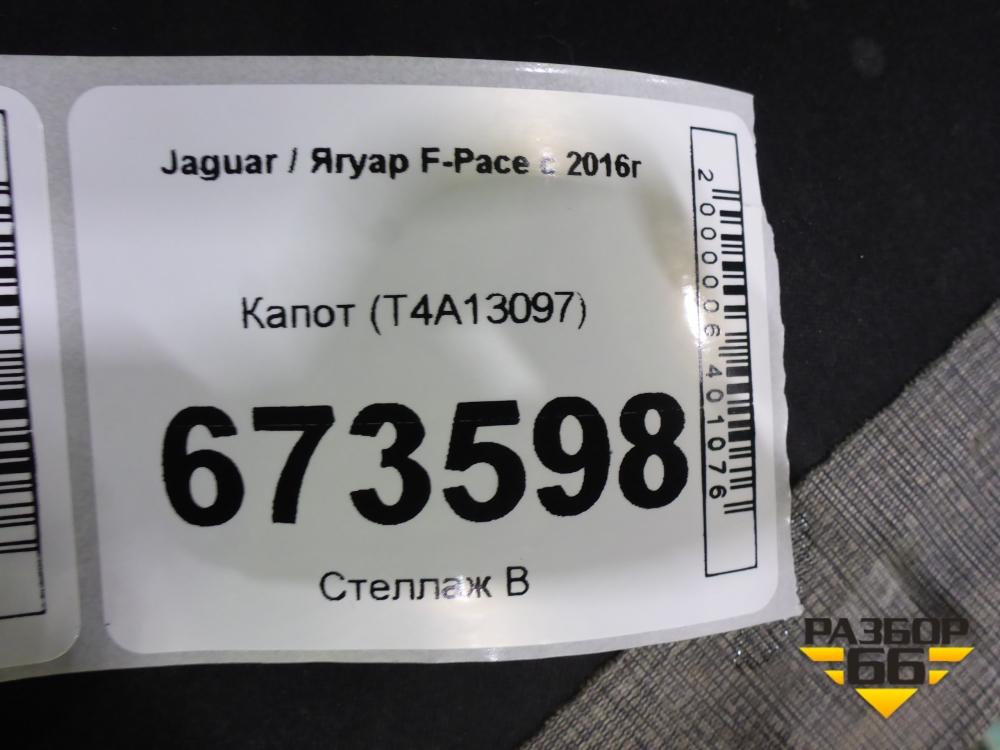 Jaguar / Ягуар F-Pace с 2016г
Капот (T4A13097)
673598
Стеллаж В
2000006401076
РАЗБОР
66